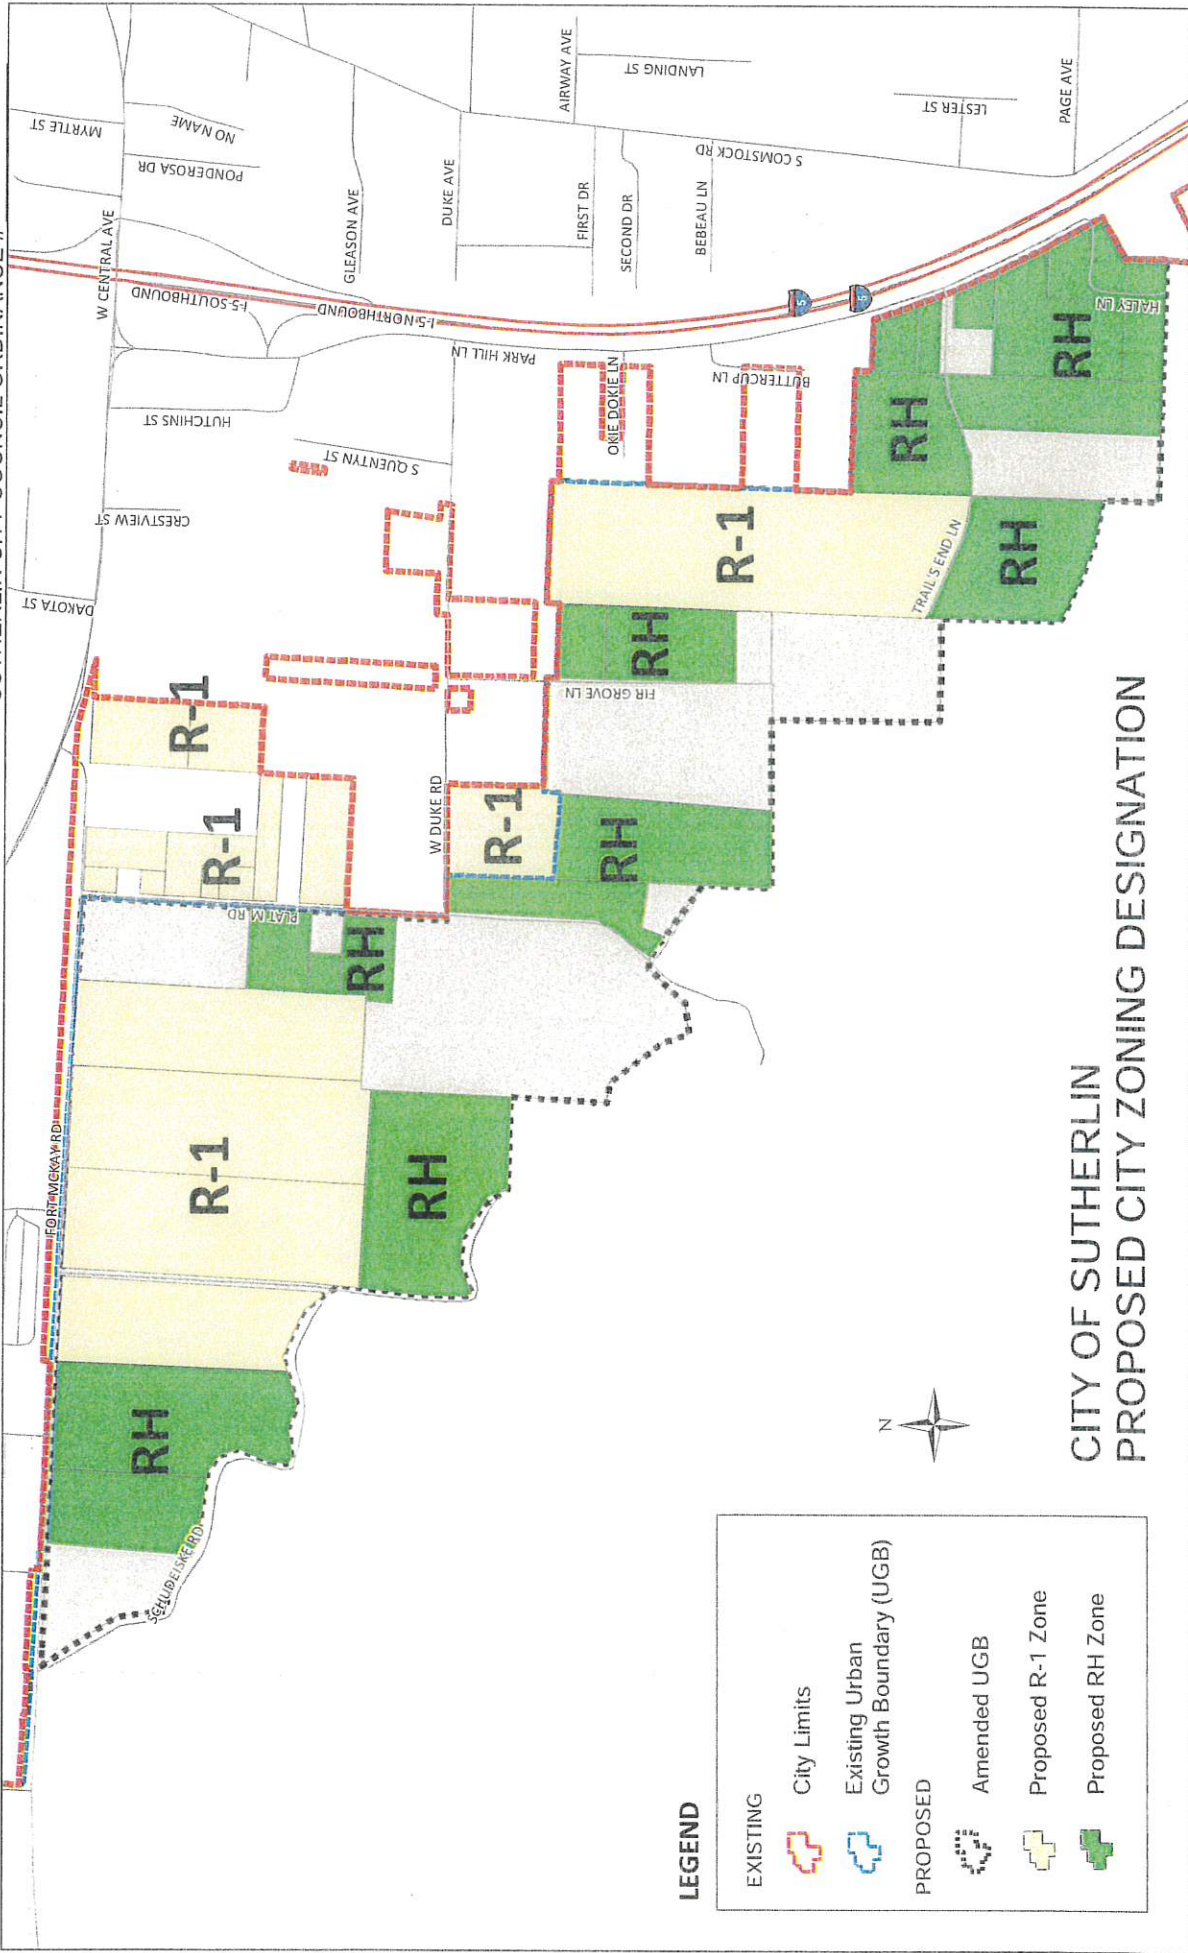 MYRTLE ST
NO NAME
PONDEROSA DR
W CENTRAL AVE
GLEASON AVE
DUKE AVE
AIRWAY AVE
LANDING ST
FIRST DR
SECOND DR
BEBEAU LN
S COMSTOCK RD
LESTER ST
PAGE AVE
I-5 SOUTHBOUND
I-5 NORTHBOUND
5
5
HUTCHINS ST
PARK HILL LN
OKIE DOKIE LN
BUTTERCUP LN
HALEY LN
CRESTVIEW ST
S QUENTYN ST
DAKOTA ST
W DUKE RD
FIR GROVE LN
TRAIL'S END LN
PLAT M RD
FORT MCKAY RD
SCHUDEISKE RD
R-1
R-1
R-1
R-1
R-1
RH
RH
RH
RH
RH
RH
RH
RH
N
CITY OF SUTHERLIN
PROPOSED CITY ZONING DESIGNATION
LEGEND
EXISTING
City Limits
Existing Urban
Growth Boundary (UGB)
PROPOSED
Amended UGB
Proposed R-1 Zone
Proposed RH Zone